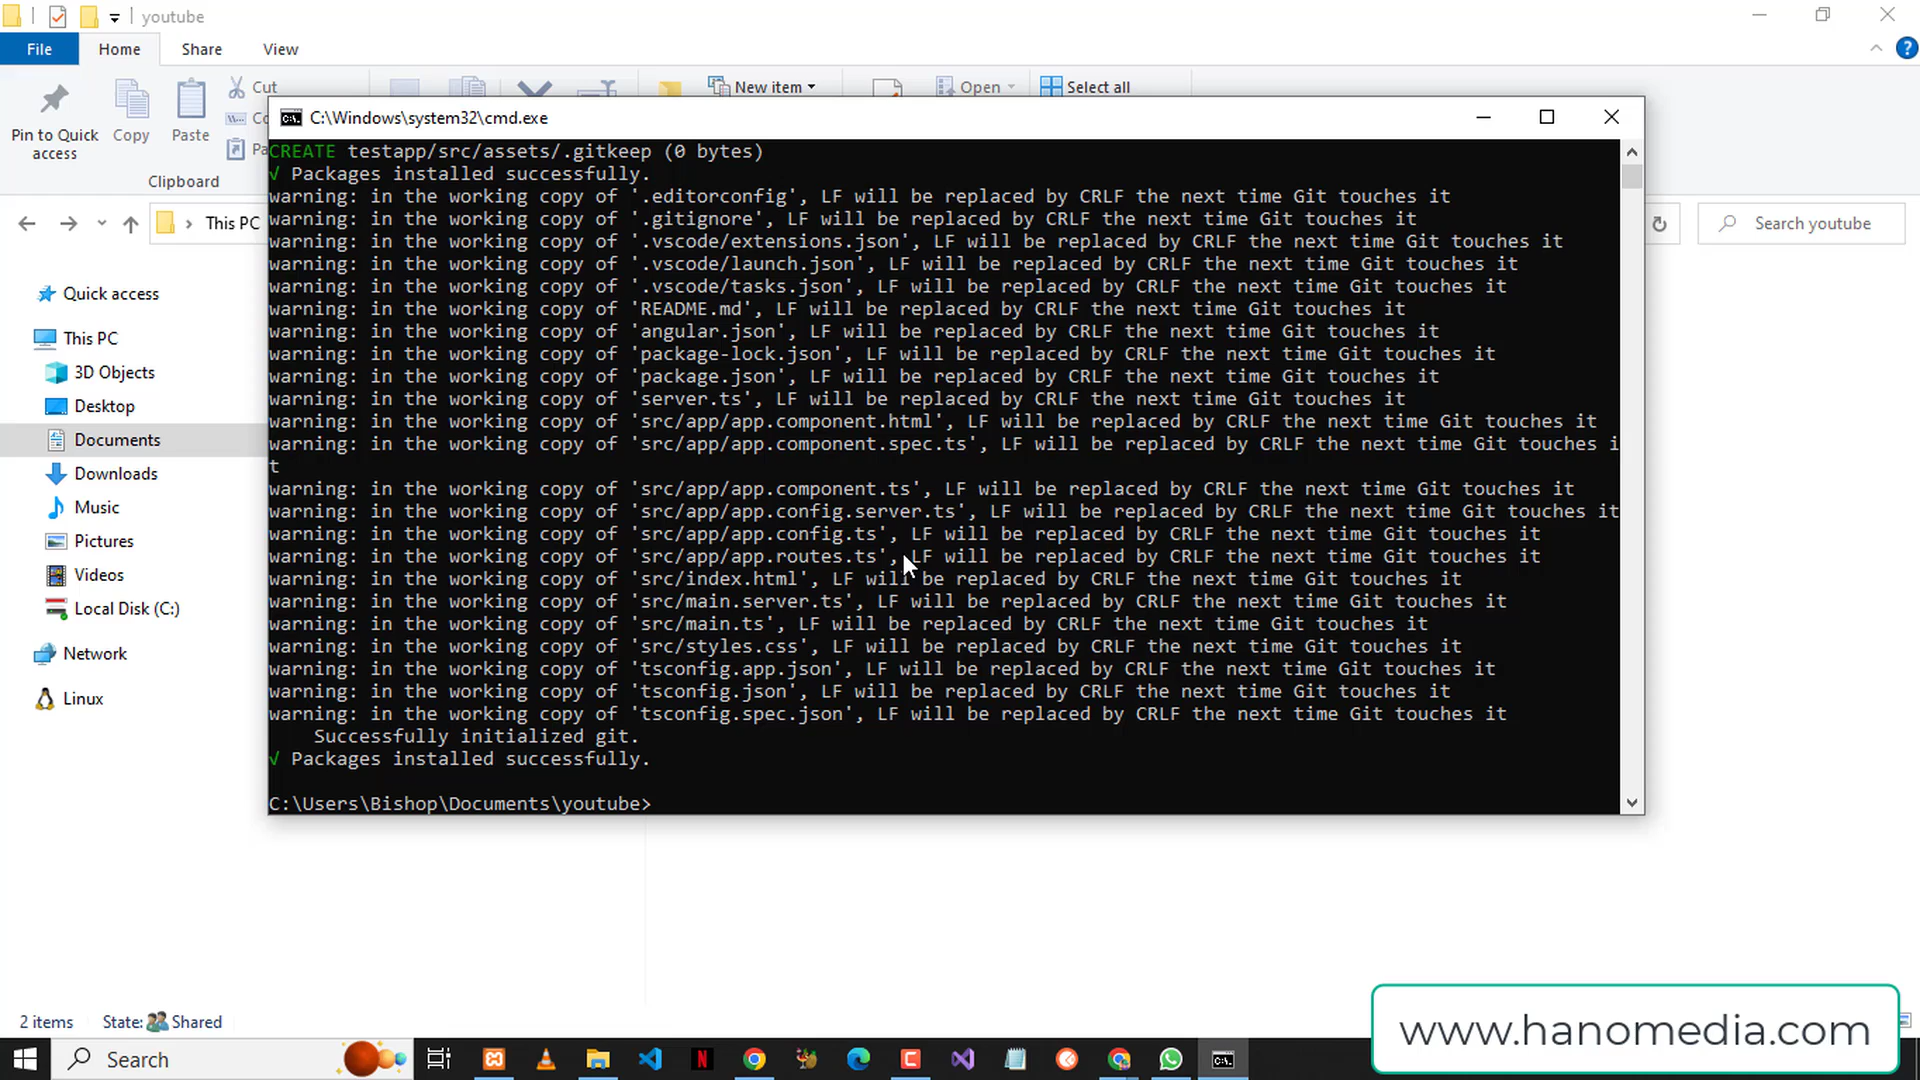 youtube
File
Home
Share
View
Pin to Quick access
Copy
Paste
Cut
Clipboard
New item
Open
Select all
C:\Windows\system32\cmd.exe
CREATE testapp/src/assets/.gitkeep (0 bytes)
√ Packages installed successfully.
warning: in the working copy of '.editorconfig', LF will be replaced by CRLF the next time Git touches it
warning: in the working copy of '.gitignore', LF will be replaced by CRLF the next time Git touches it
warning: in the working copy of '.vscode/extensions.json', LF will be replaced by CRLF the next time Git touches it
warning: in the working copy of '.vscode/launch.json', LF will be replaced by CRLF the next time Git touches it
warning: in the working copy of '.vscode/tasks.json', LF will be replaced by CRLF the next time Git touches it
warning: in the working copy of 'README.md', LF will be replaced by CRLF the next time Git touches it
warning: in the working copy of 'angular.json', LF will be replaced by CRLF the next time Git touches it
warning: in the working copy of 'package-lock.json', LF will be replaced by CRLF the next time Git touches it
warning: in the working copy of 'package.json', LF will be replaced by CRLF the next time Git touches it
warning: in the working copy of 'server.ts', LF will be replaced by CRLF the next time Git touches it
warning: in the working copy of 'src/app/app.component.html', LF will be replaced by CRLF the next time Git touches it
warning: in the working copy of 'src/app/app.component.spec.ts', LF will be replaced by CRLF the next time Git touches i
t
warning: in the working copy of 'src/app/app.component.ts', LF will be replaced by CRLF the next time Git touches it
warning: in the working copy of 'src/app/app.config.server.ts', LF will be replaced by CRLF the next time Git touches it
warning: in the working copy of 'src/app/app.config.ts', LF will be replaced by CRLF the next time Git touches it
warning: in the working copy of 'src/app/app.routes.ts', LF will be replaced by CRLF the next time Git touches it
warning: in the working copy of 'src/index.html', LF will be replaced by CRLF the next time Git touches it
warning: in the working copy of 'src/main.server.ts', LF will be replaced by CRLF the next time Git touches it
warning: in the working copy of 'src/main.ts', LF will be replaced by CRLF the next time Git touches it
warning: in the working copy of 'src/styles.css', LF will be replaced by CRLF the next time Git touches it
warning: in the working copy of 'tsconfig.app.json', LF will be replaced by CRLF the next time Git touches it
warning: in the working copy of 'tsconfig.json', LF will be replaced by CRLF the next time Git touches it
warning: in the working copy of 'tsconfig.spec.json', LF will be replaced by CRLF the next time Git touches it
Successfully initialized git.
√ Packages installed successfully.
C:\Users\Bishop\Documents\youtube>
This PC
Search youtube
Quick access
This PC
3D Objects
Desktop
Documents
Downloads
Music
Pictures
Videos
Local Disk (C:)
Network
Linux
2 items
State: Shared
Search
www.hanomedia.com